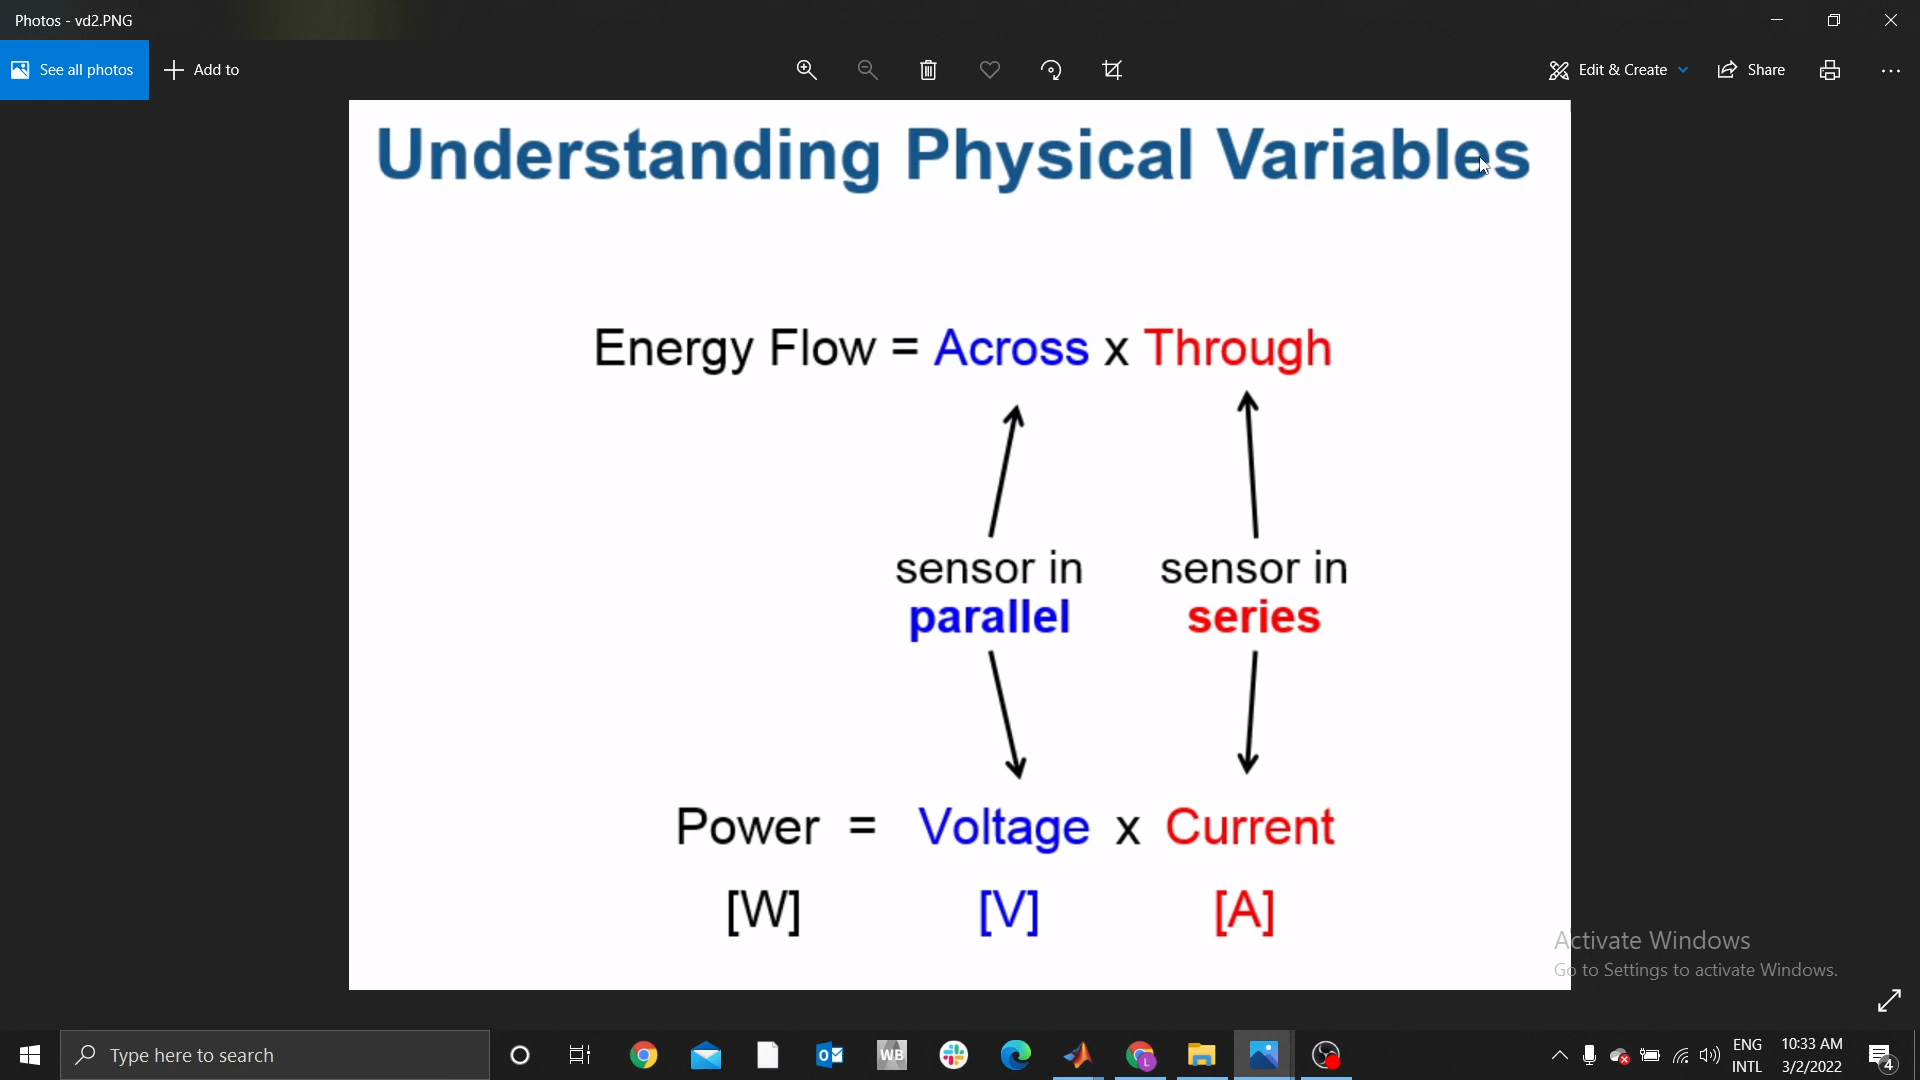 Photos - vd2.PNG
See all photos
Add to
Edit & Create
Share
Understanding Physical Variables
Energy Flow = Across x Through
sensor in sensor in
parallel series
Power = Voltage x Current
[W] [V] [A]
Activate Windows
Go to Settings to activate Windows.
Type here to search
WB
L
ENG 10:33 AM
INTL 3/2/2022
4